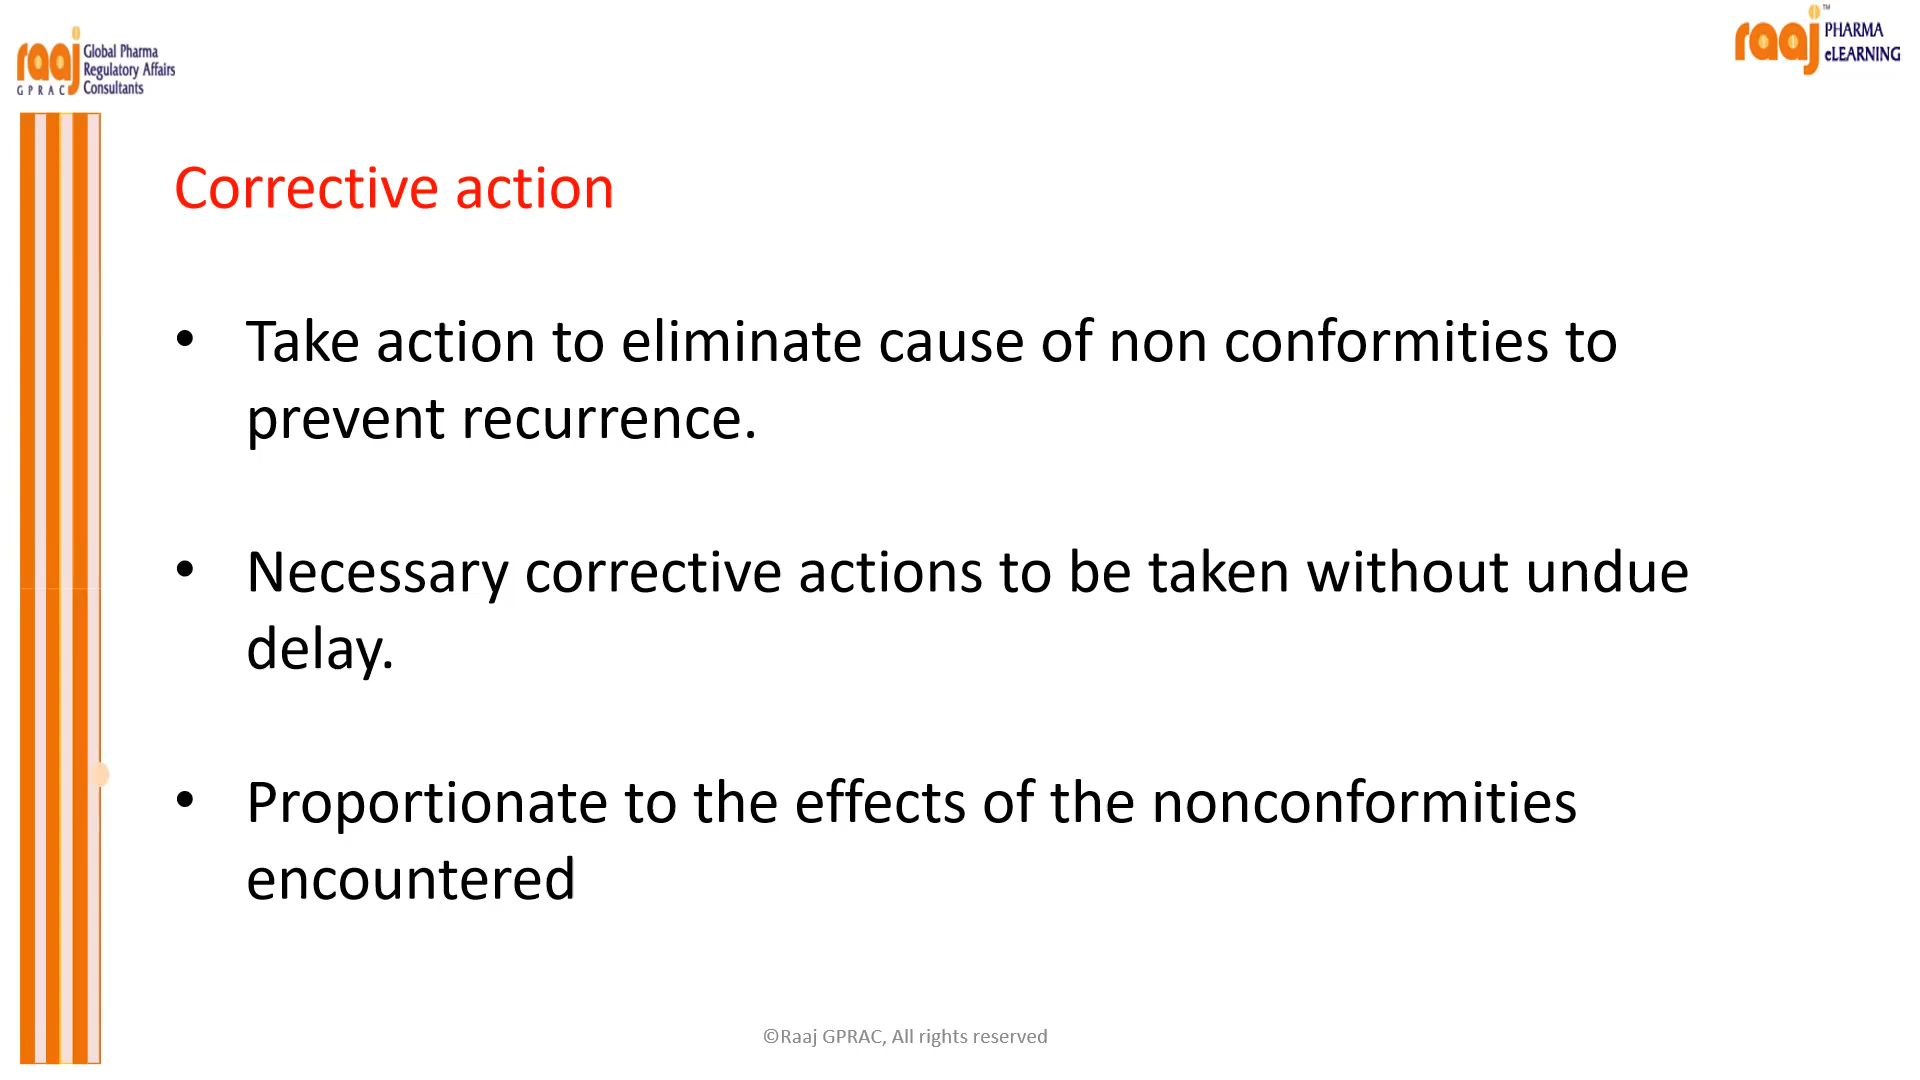 raaj Global Pharma
Regulatory Affairs
GPRAC Consultants
raaj™ PHARMA
eLEARNING
Corrective action
• Take action to eliminate cause of non conformities to
prevent recurrence.
• Necessary corrective actions to be taken without undue
delay.
• Proportionate to the effects of the nonconformities
encountered
©Raaj GPRAC, All rights reserved